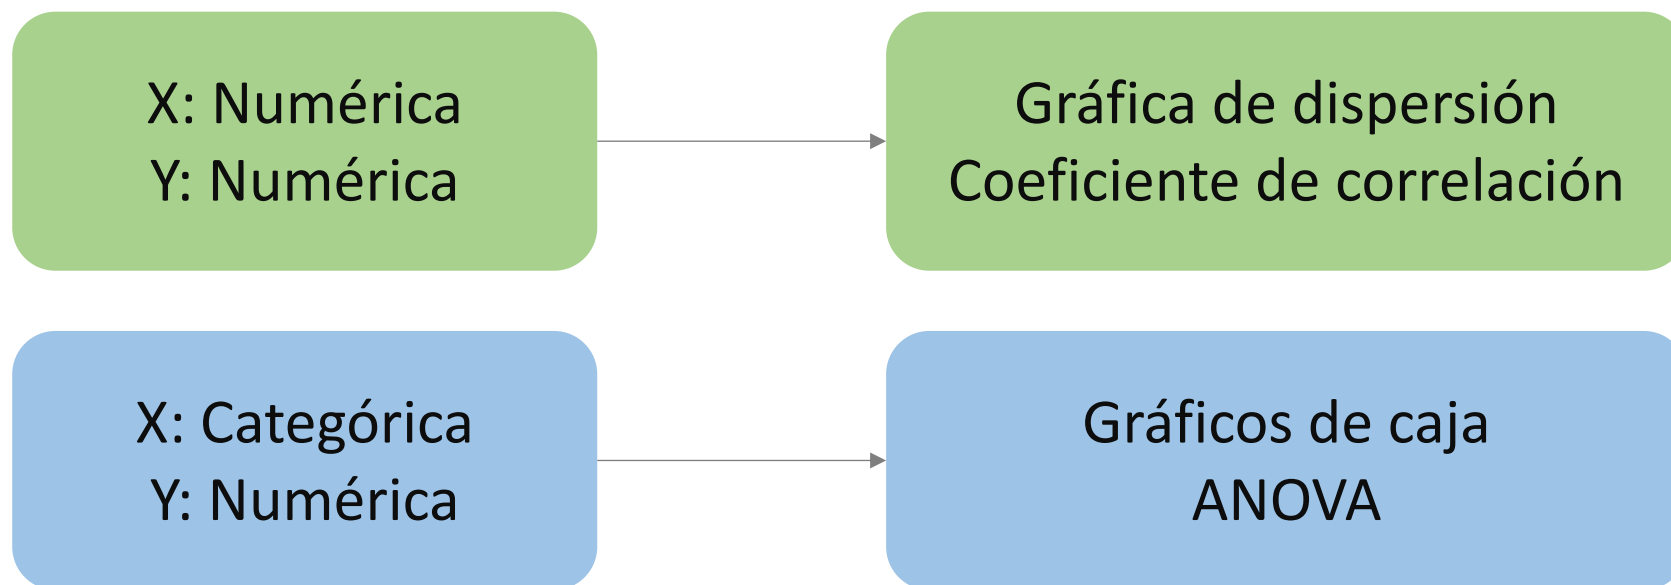 X: Numérica
Y: Numérica
Gráfica de dispersión
Coeficiente de correlación
X: Categórica
Y: Numérica
Gráficos de caja
ANOVA